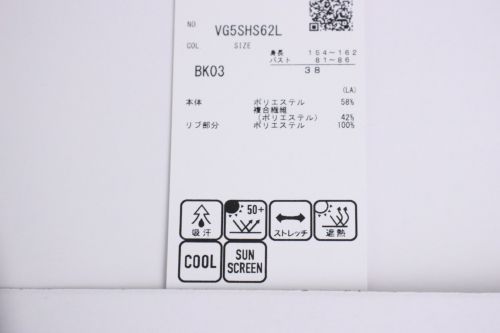 NO VG5SHS62L
COL SIZE 身長 154～162
バスト 81～86
BK03 38
(LA)
本体 ポリエステル 58%
複合繊維
(ポリエステル) 42%
リブ部分 ポリエステル 100%
50+
吸汗 ストレッチ 遮熱
COOL SUN
SCREEN